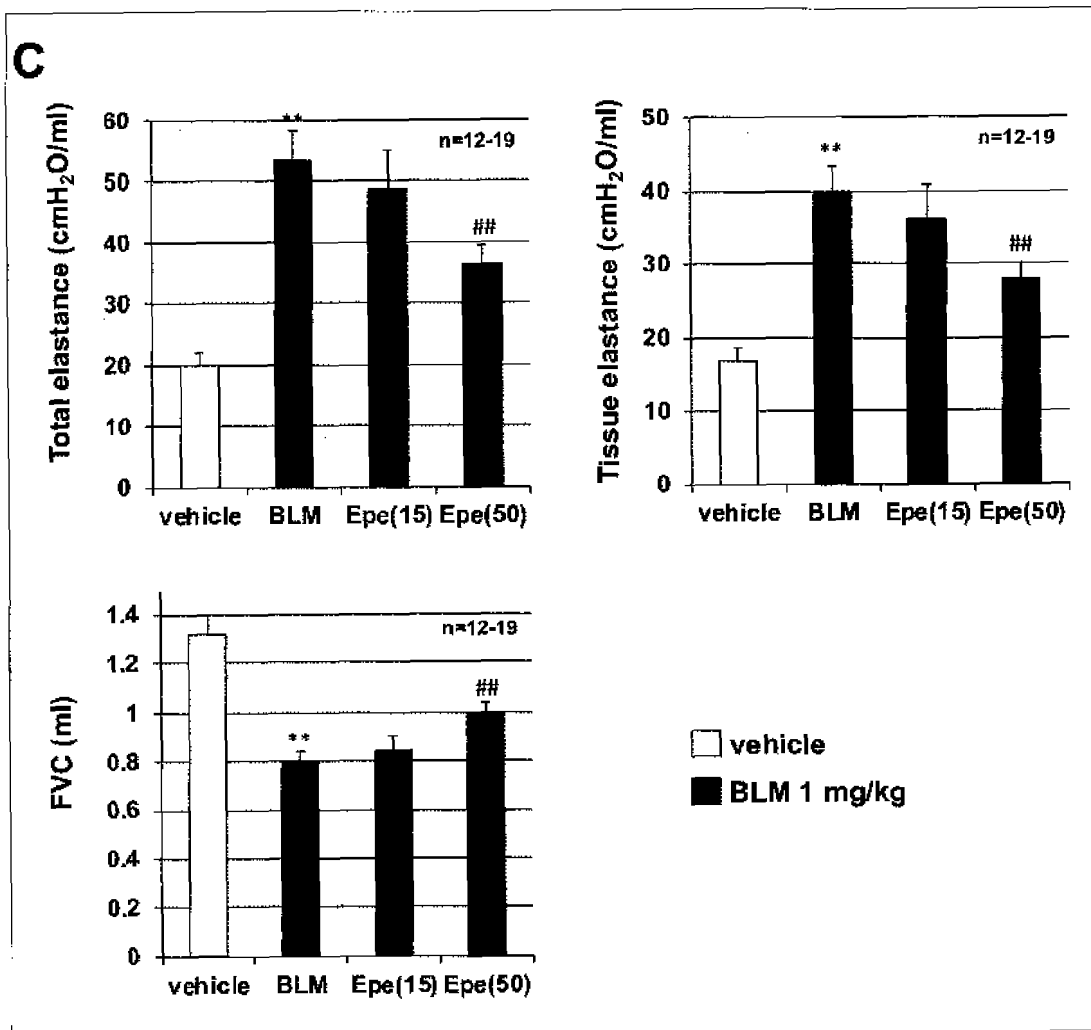 C
Total elastance (cmH₂O/ml)
60
50
40
30
20
10
0
**
##
n=12-19
vehicle BLM Epe(15) Epe(50)
Tissue elastance (cmH₂O/ml)
50
40
30
20
10
0
**
##
n=12-19
vehicle BLM Epe(15) Epe(50)
FVC (ml)
1.4
1.2
1
0.8
0.6
0.4
0.2
0
**
##
n=12-19
vehicle BLM Epe(15) Epe(50)
vehicle
BLM 1 mg/kg